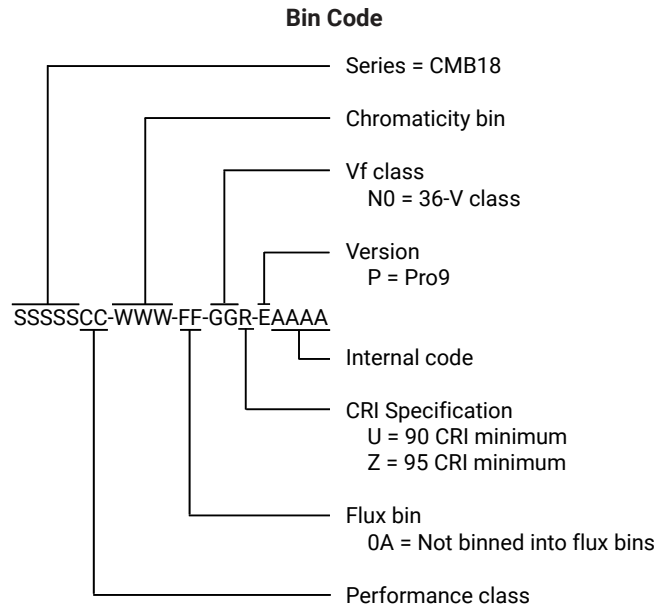 Bin Code
Series = CMB18
Chromaticity bin
Vf class
N0 = 36-V class
Version
P = Pro9
SSSSSCC-WWW-FF-GGR-EAAAA
Internal code
CRI Specification
U = 90 CRI minimum
Z = 95 CRI minimum
Flux bin
0A = Not binned into flux bins
Performance class